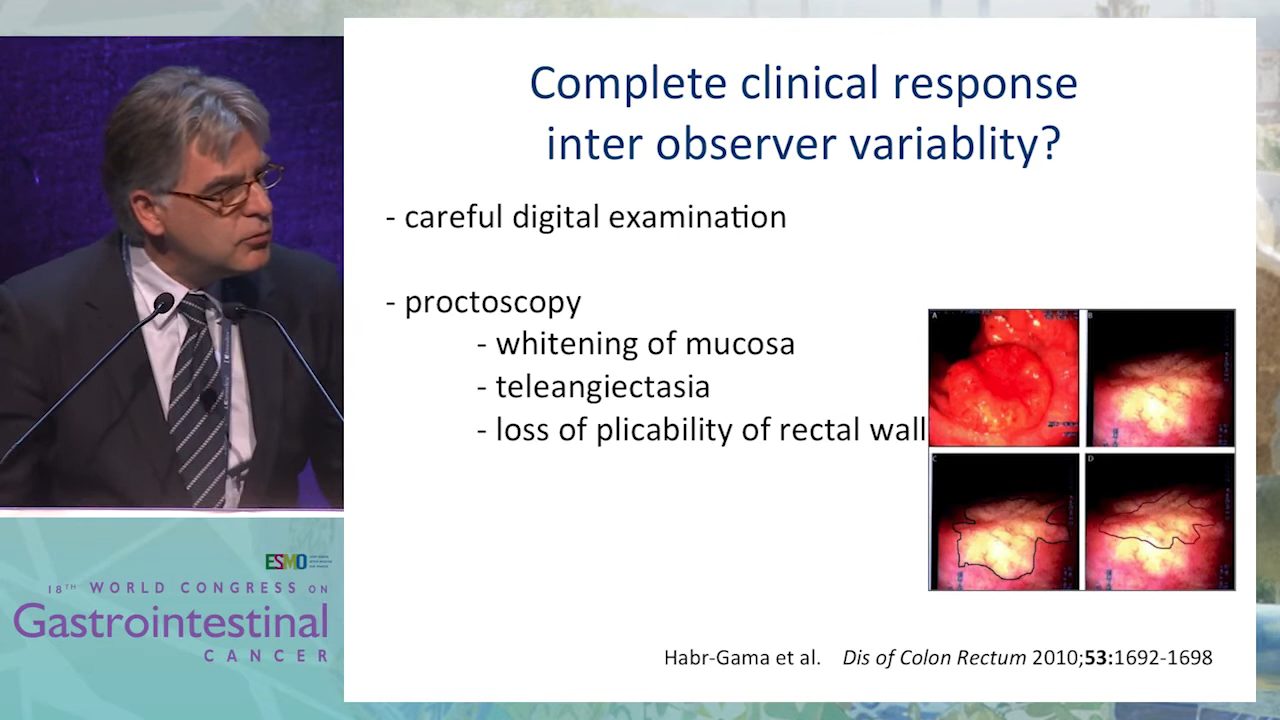 Complete clinical response
inter observer variablity?
- careful digital examination
- proctoscopy
- whitening of mucosa
- teleangiectasia
- loss of plicability of rectal wall
A
B
C
D
Habr-Gama et al. Dis of Colon Rectum 2010;53:1692-1698
ESMO
18TH WORLD CONGRESS ON
Gastrointestinal
CANCER